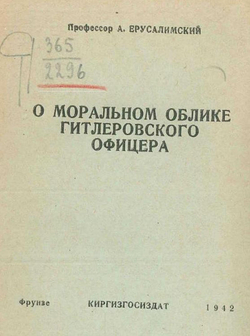 Профессор А. ЕРУСАЛИМСКИЙ
365
2296
О МОРАЛЬНОМ ОБЛИКЕ
ГИТЛЕРОВСКОГО
ОФИЦЕРА
Фрунзе КИРГИЗГОСИЗДАТ 1942